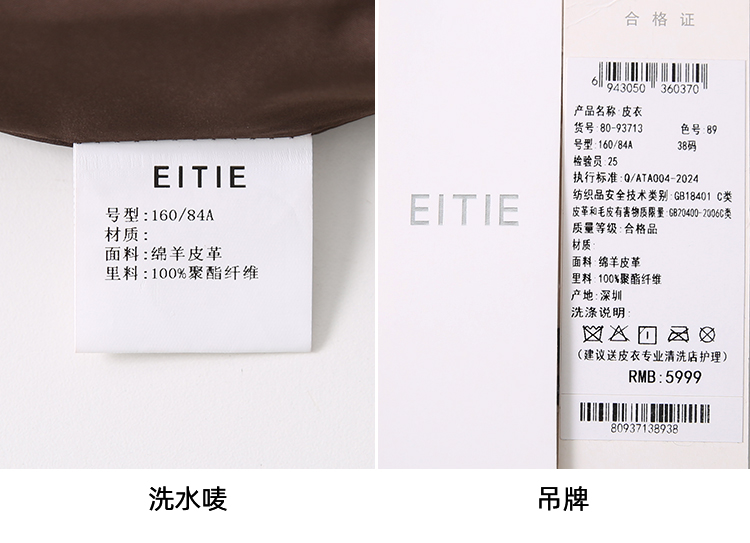 EITIE
号型:160/84A
材质:
面料:绵羊皮革
里料:100%聚酯纤维
洗水唛
EITIE
合格证
6 943050 360370
产品名称:皮衣
货号: 80-93713 色号: 89
号型:160/84A 38码
检验员:25
执行标准:Q/ATA004-2024
纺织品安全技术类别:GB18401 C类
皮革和毛皮有害物质限量:GB20400-2006C类
质量等级:合格品
材质:
面料:绵羊皮革
里料:100%聚酯纤维
产地:深圳
洗涤说明:
(建议送皮衣专业清洗店护理)
RMB:5999
80937138938
吊牌